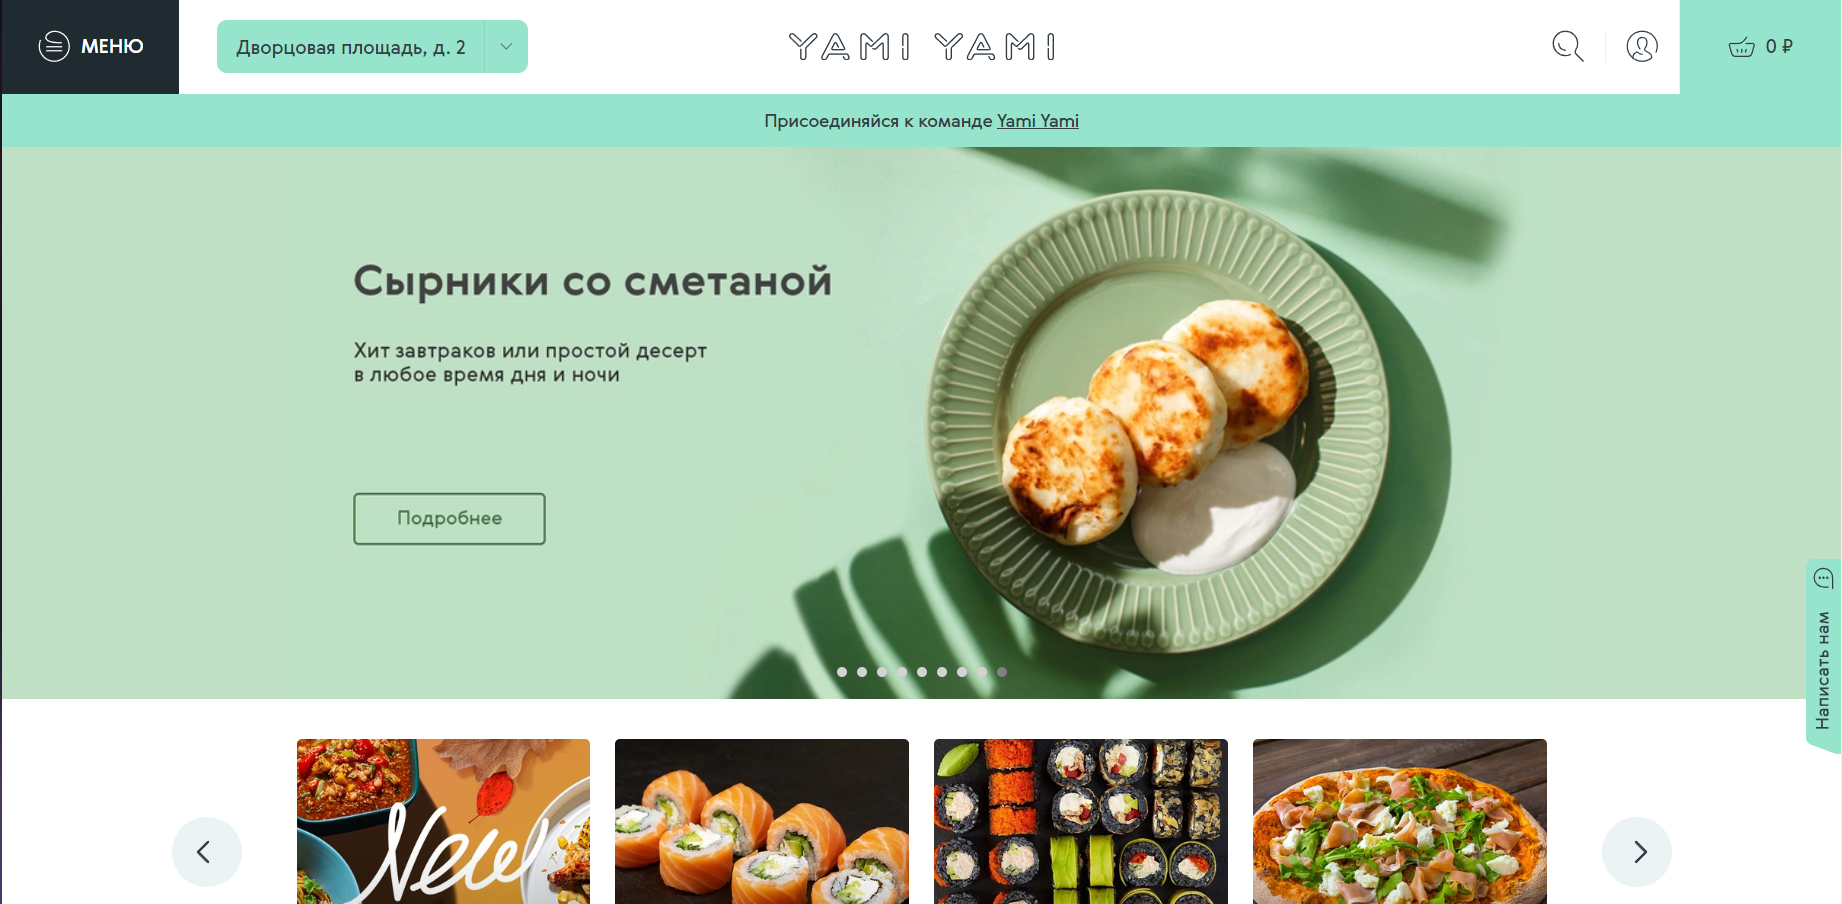 МЕНЮ
Дворцовая площадь, д. 2
YAMI YAMI
0 ₽
Присоединяйся к команде Yami Yami
Сырники со сметаной
Хит завтраков или простой десерт
в любое время дня и ночи
Подробнее
Написать нам
New